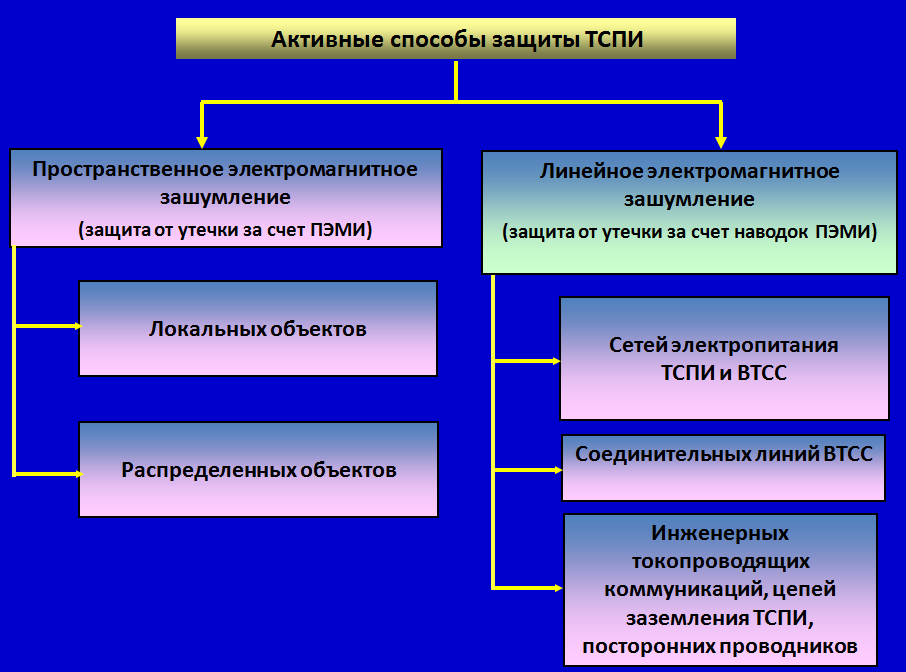 Активные способы защиты ТСПИ
Пространственное электромагнитное
зашумление
(защита от утечки за счет ПЭМИ)
Локальных объектов
Распределенных объектов
Линейное электромагнитное
зашумление
(защита от утечки за счет наводок ПЭМИ)
Сетей электропитания
ТСПИ и ВТСС
Соединительных линий ВТСС
Инженерных
токопроводящих
коммуникаций, цепей
заземления ТСПИ,
посторонних проводников